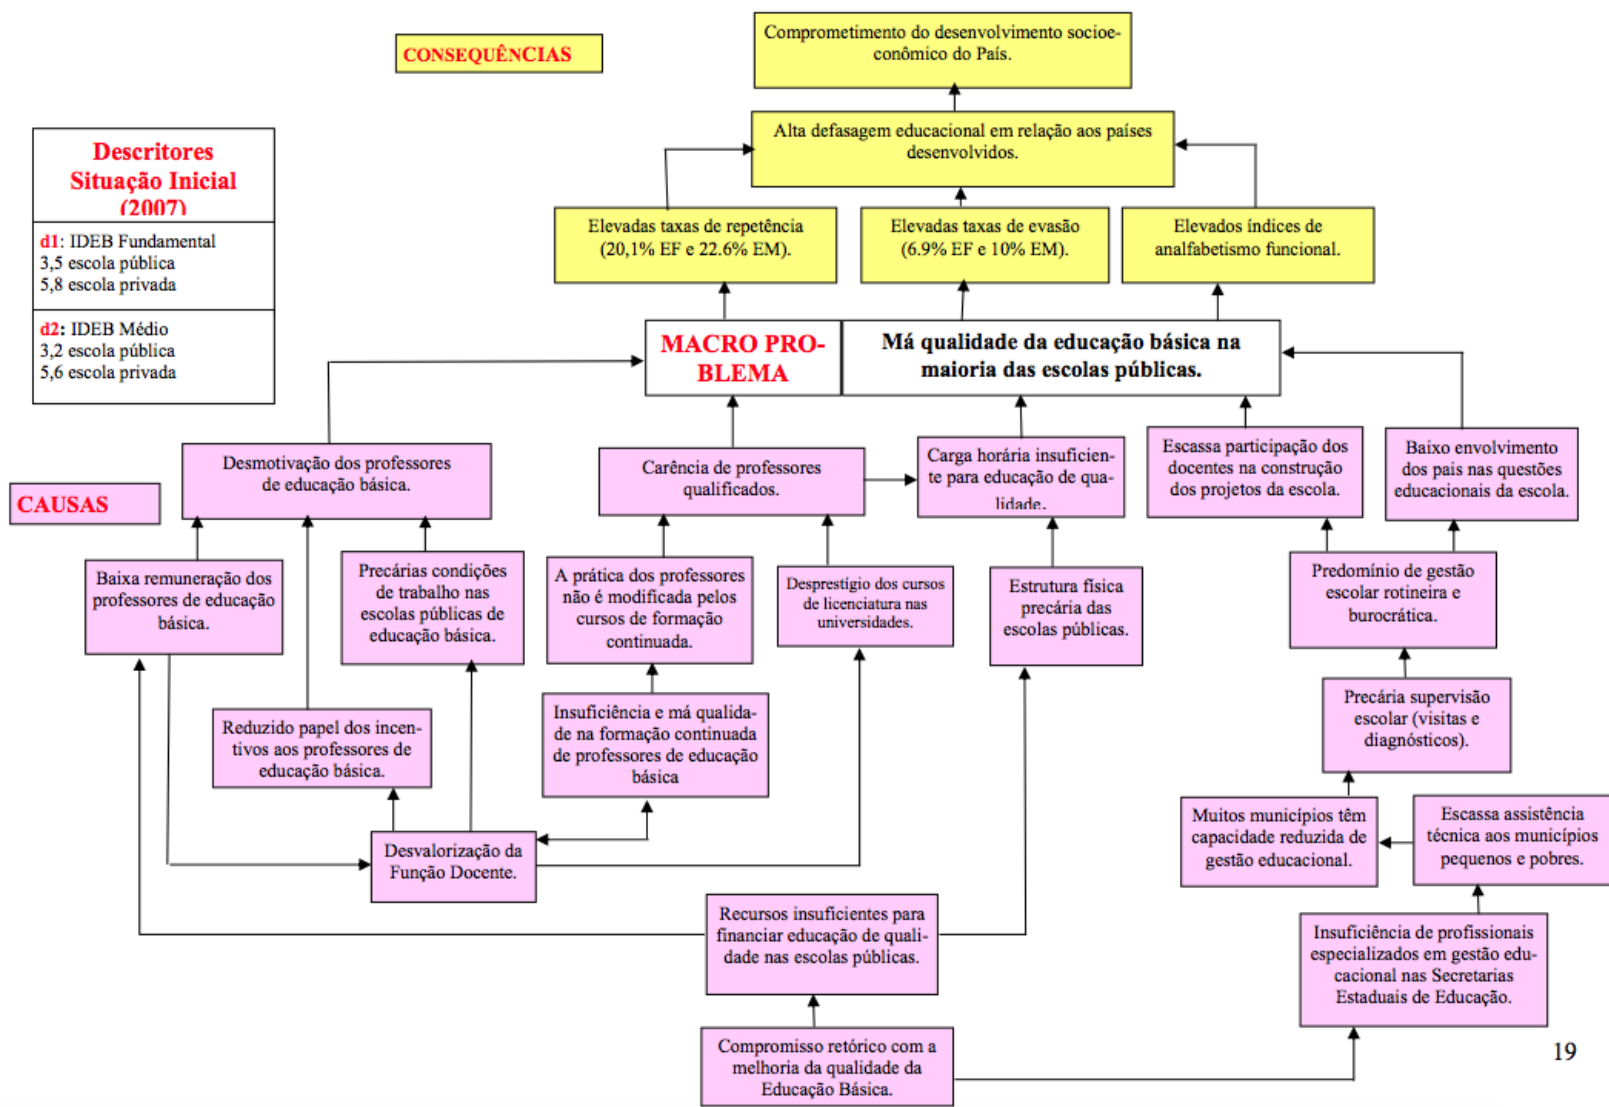 CONSEQUÊNCIAS
Comprometimento do desenvolvimento socioe-
conômico do País.
Alta defasagem educacional em relação aos países
desenvolvidos.
Descritores
Situação Inicial
(2007)
d1: IDEB Fundamental
3,5 escola pública
5,8 escola privada
d2: IDEB Médio
3,2 escola pública
5,6 escola privada
Elevadas taxas de repetência
(20,1% EF e 22.6% EM).
Elevadas taxas de evasão
(6.9% EF e 10% EM).
Elevados índices de
analfabetismo funcional.
MACRO PRO-
BLEMA
Má qualidade da educação básica na
maioria das escolas públicas.
CAUSAS
Desmotivação dos professores
de educação básica.
Carência de professores
qualificados.
Carga horária insuficien-
te para educação de qua-
lidade.
Escassa participação dos
docentes na construção
dos projetos da escola.
Baixo envolvimento
dos pais nas questões
educacionais da escola.
Baixa remuneração dos
professores de educação
básica.
Precárias condições
de trabalho nas
escolas públicas de
educação básica.
A prática dos professores
não é modificada pelos
cursos de formação
continuada.
Desprestígio dos cursos
de licenciatura nas
universidades.
Estrutura física
precária das
escolas públicas.
Predomínio de gestão
escolar rotineira e
burocrática.
Reduzido papel dos incen-
tivos aos professores de
educação básica.
Insuficiência e má qualida-
de na formação continuada
de professores de educação
básica
Precária supervisão
escolar (visitas e
diagnósticos).
Desvalorização da
Função Docente.
Muitos municípios têm
capacidade reduzida de
gestão educacional.
Escassa assistência
técnica aos municípios
pequenos e pobres.
Recursos insuficientes para
financiar educação de quali-
dade nas escolas públicas.
Insuficiência de profissionais
especializados em gestão edu-
cacional nas Secretarias
Estaduais de Educação.
Compromisso retórico com a
melhoria da qualidade da
Educação Básica.
19